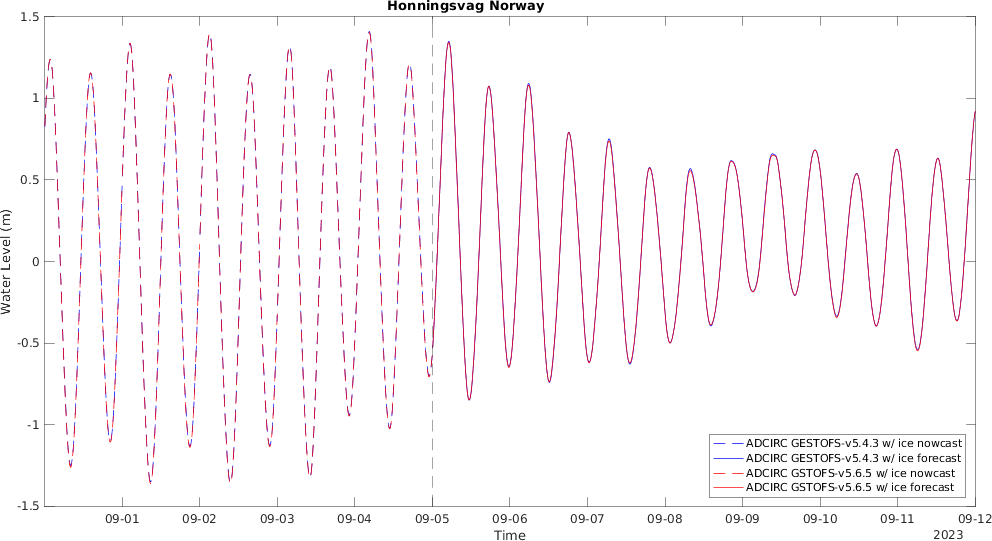 Honningsvag Norway
1.5
1
0.5
0
-0.5
-1
-1.5
Water Level (m)
09-01 09-02 09-03 09-04 09-05 09-06 09-07 09-08 09-09 09-10 09-11 09-12
Time
2023
ADCIRC GESTOFS-v5.4.3 w/ ice nowcast
ADCIRC GESTOFS-v5.4.3 w/ ice forecast
ADCIRC GSTOFS-v5.6.5 w/ ice nowcast
ADCIRC GSTOFS-v5.6.5 w/ ice forecast